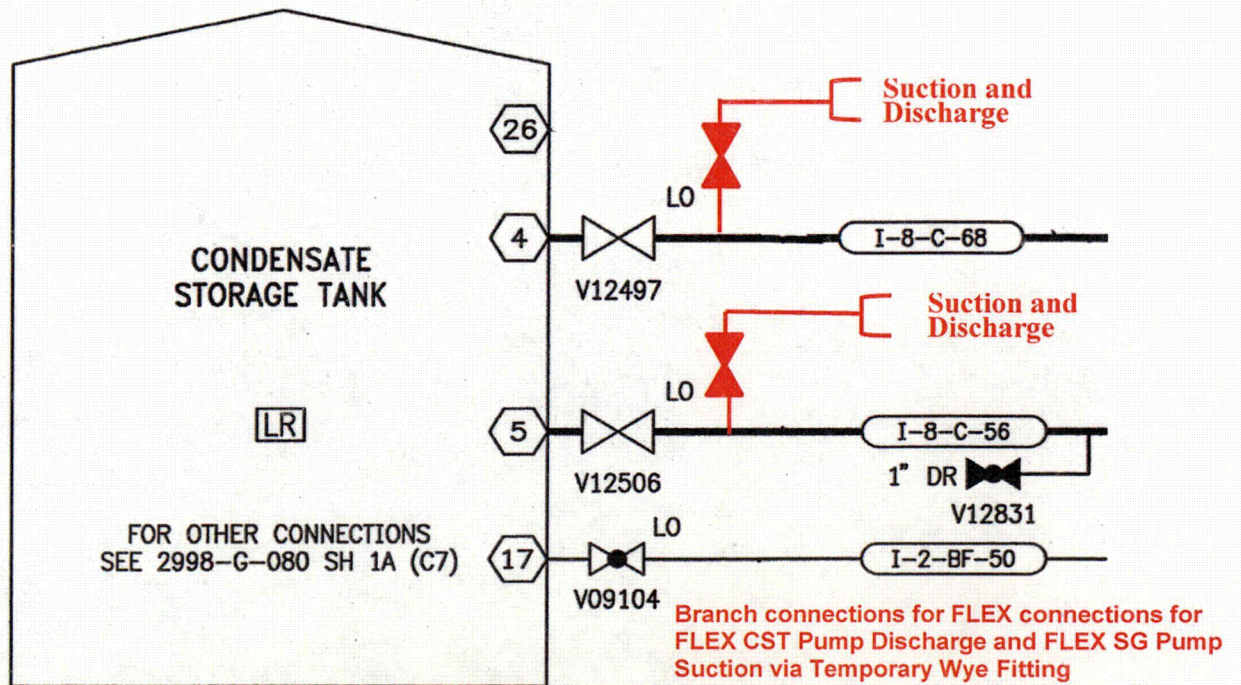 Suction and
Discharge
26
LO
4
I-8-C-68
CONDENSATE
STORAGE TANK
V12497
Suction and
Discharge
LO
LR
5
I-8-C-56
V12506
1" DR
V12831
FOR OTHER CONNECTIONS
SEE 2998-G-080 SH 1A (C7)
LO
17
I-2-BF-50
V09104
Branch connections for FLEX connections for
FLEX CST Pump Discharge and FLEX SG Pump
Suction via Temporary Wye Fitting